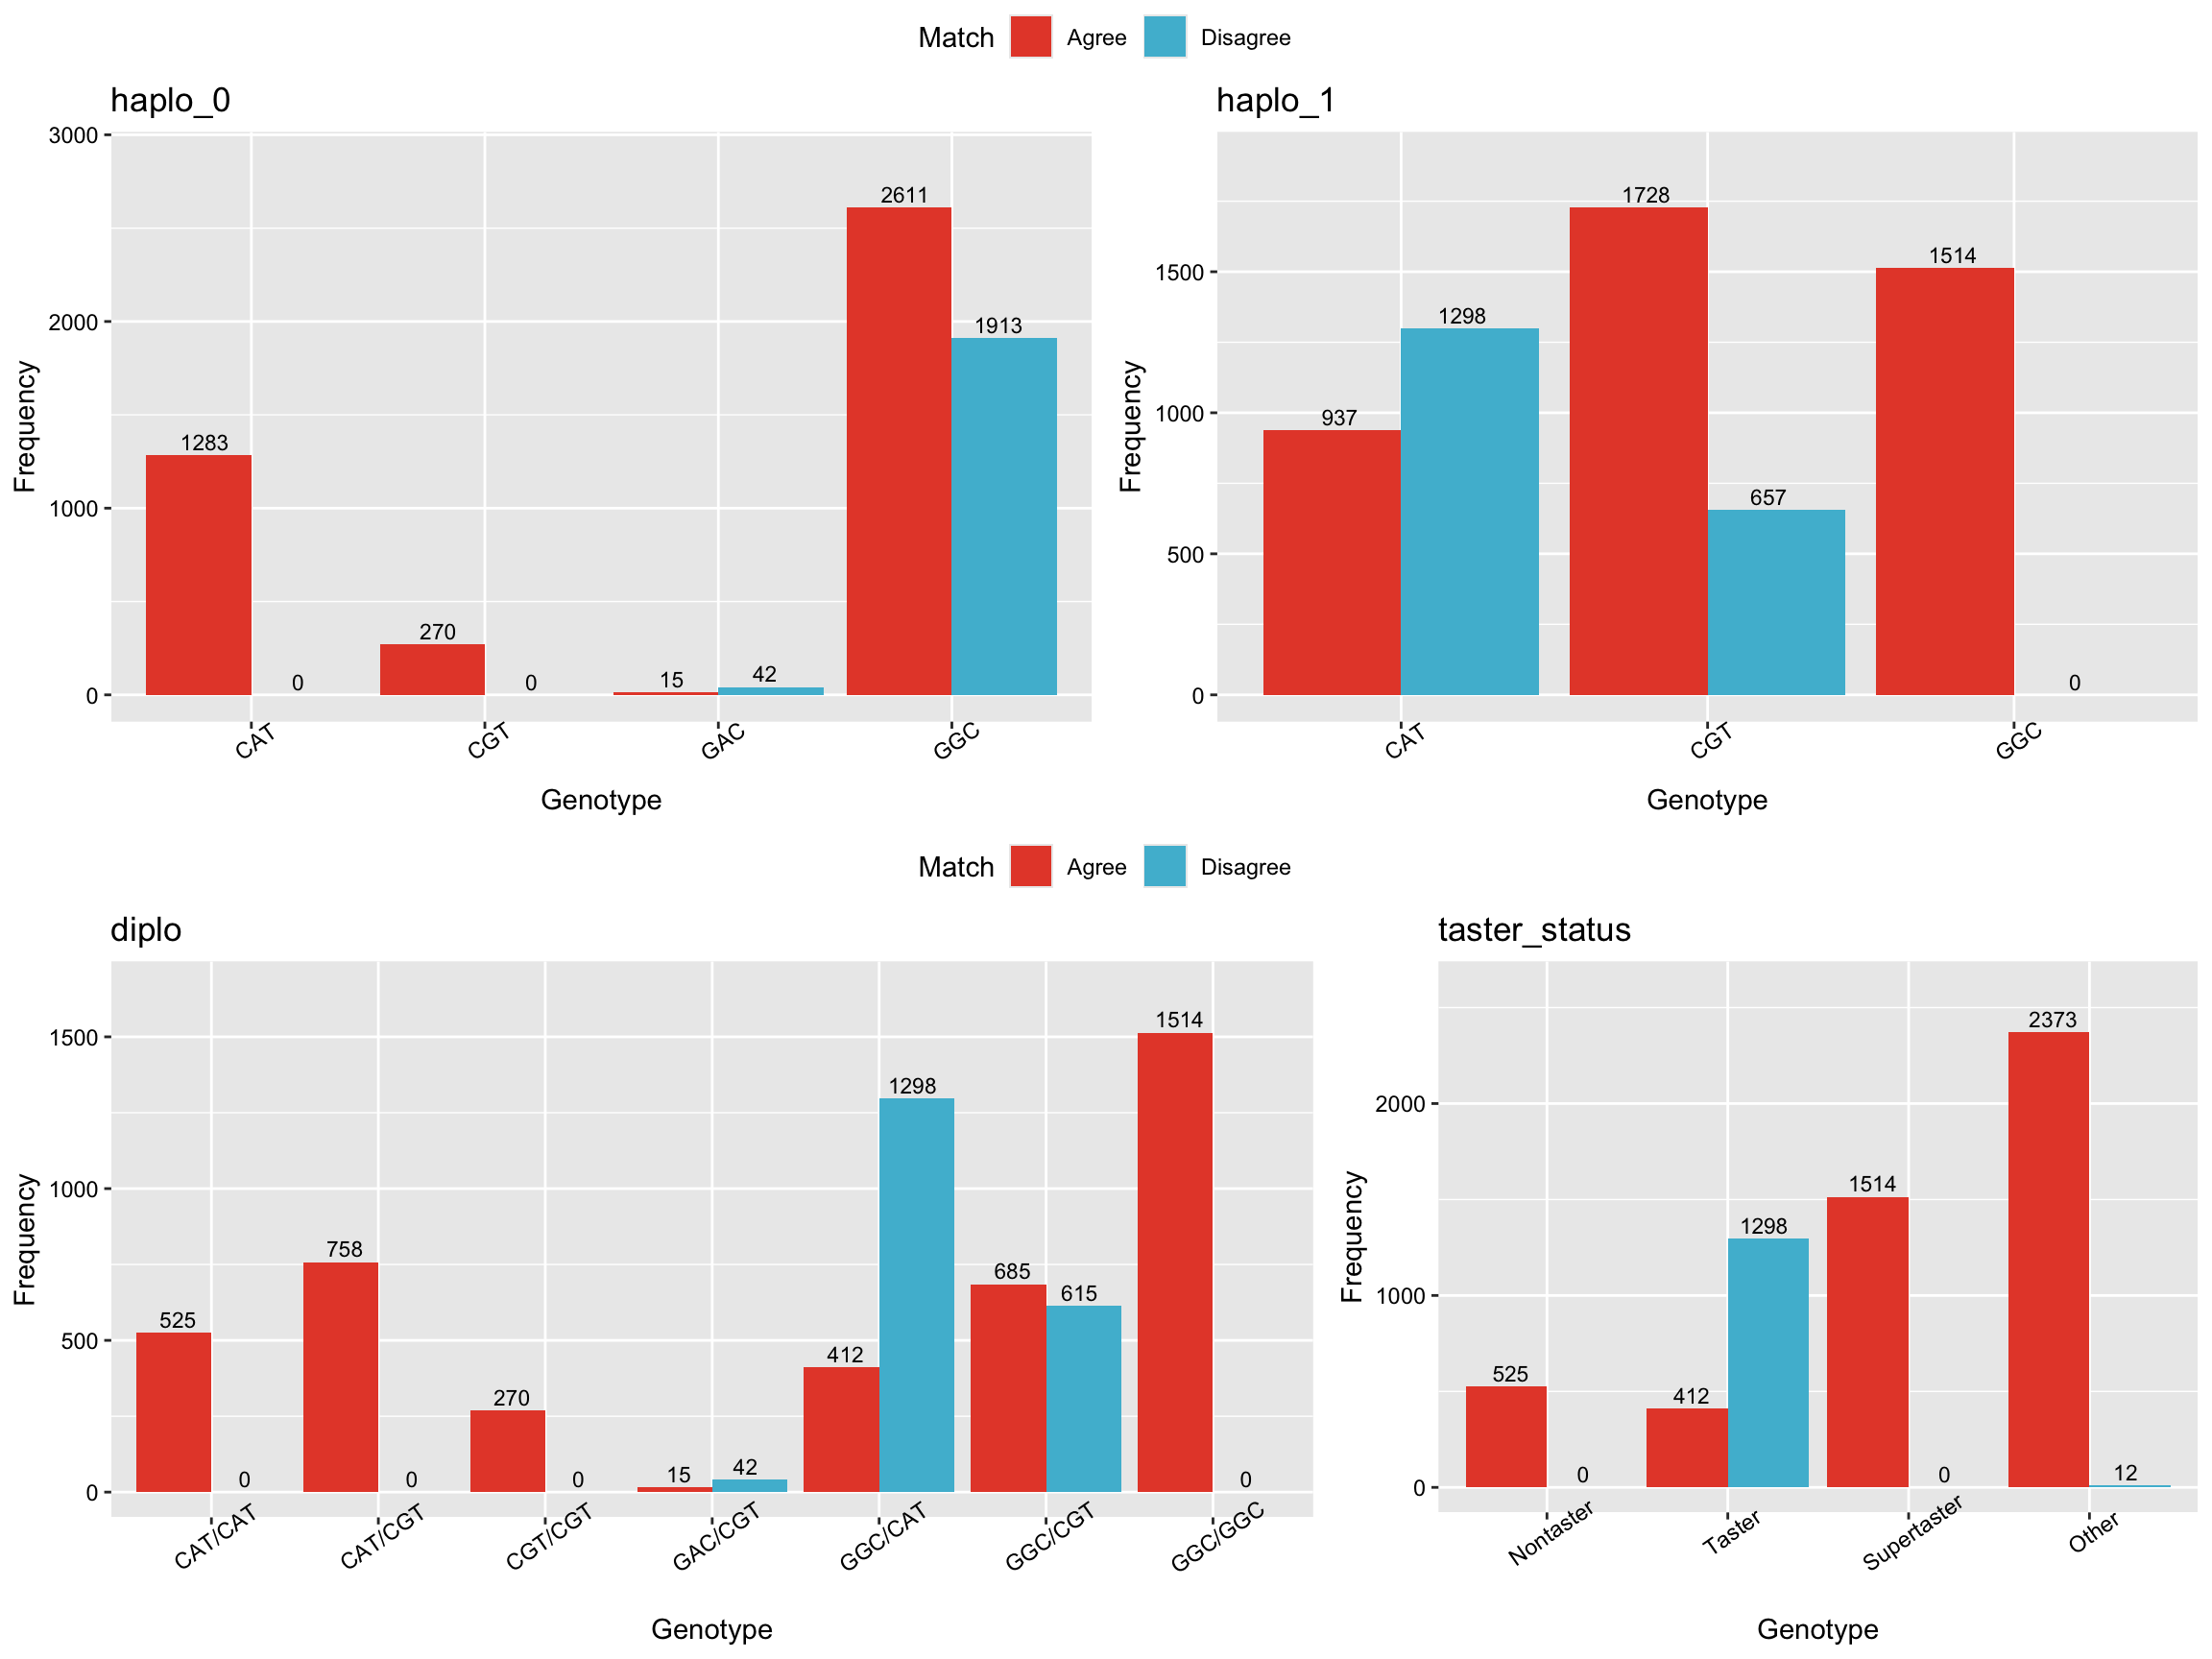 Match Agree Disagree
haplo_0
3000
2000
1000
0
Frequency
1283
0
270
0
15
42
2611
1913
CAT
CGT
GAC
GGC
Genotype
haplo_1
1500
1000
500
0
Frequency
937
1298
1728
657
1514
0
CAT
CGT
GGC
Genotype
Match Agree Disagree
diplo
1500
1000
500
0
Frequency
525
0
758
0
270
0
15
42
412
1298
685
615
1514
0
CAT/CAT
CAT/CGT
CGT/CGT
GAC/CGT
GGC/CAT
GGC/CGT
GGC/GGC
Genotype
taster_status
2000
1000
0
Frequency
525
0
412
1298
1514
0
2373
12
Nontaster
Taster
Supertaster
Other
Genotype